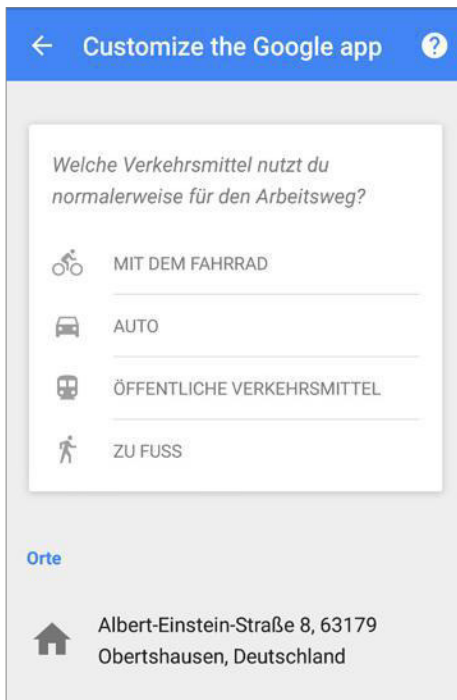 Customize the Google app
Welche Verkehrsmittel nutzt du
normalerweise für den Arbeitsweg?
MIT DEM FAHRRAD
AUTO
ÖFFENTLICHE VERKEHRSMITTEL
ZU FUSS
Orte
Albert-Einstein-Straße 8, 63179
Obertshausen, Deutschland